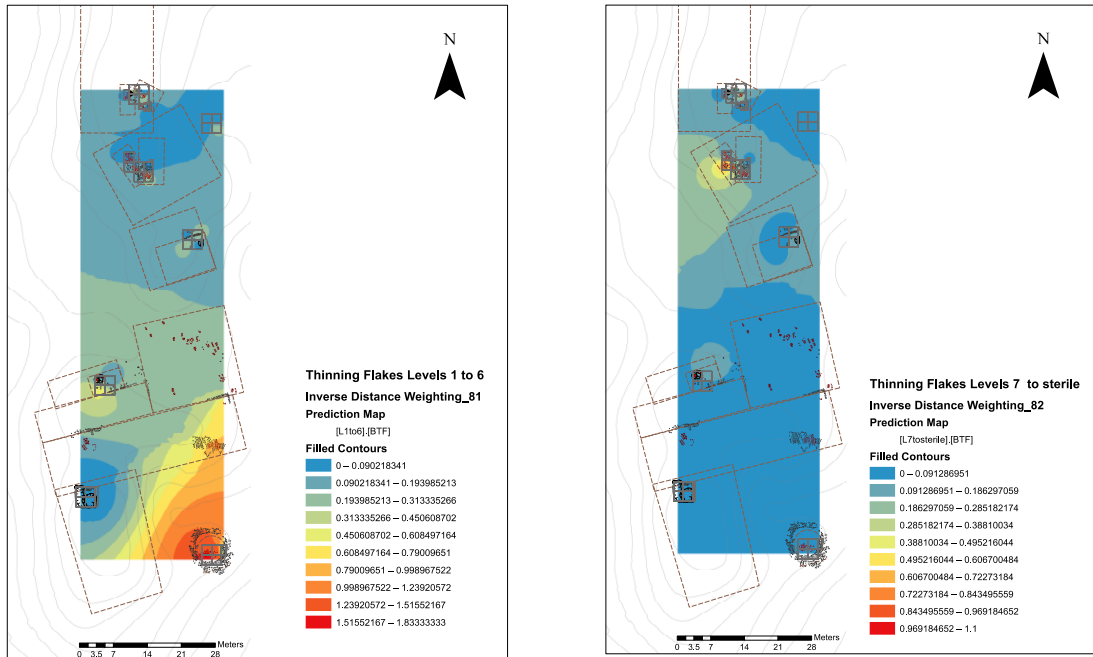 N
Thinning Flakes Levels 1 to 6
Inverse Distance Weighting_81
Prediction Map
[L1to6].[BTF]
Filled Contours
0 – 0.090218341
0.090218341 – 0.193985213
0.193985213 – 0.313335266
0.313335266 – 0.450608702
0.450608702 – 0.608497164
0.608497164 – 0.79009651
0.79009651 – 0.998967522
0.998967522 – 1.23920572
1.23920572 – 1.51552167
1.51552167 – 1.83333333
Meters
0 3.5 7 14 21 28
N
Thinning Flakes Levels 7 to sterile
Inverse Distance Weighting_82
Prediction Map
[L7tosterile].[BTF]
Filled Contours
0 – 0.091286951
0.091286951 – 0.186297059
0.186297059 – 0.285182174
0.285182174 – 0.38810034
0.38810034 – 0.495216044
0.495216044 – 0.606700484
0.606700484 – 0.72273184
0.72273184 – 0.843495559
0.843495559 – 0.969184652
0.969184652 – 1.1
Meters
0 3.5 7 14 21 28